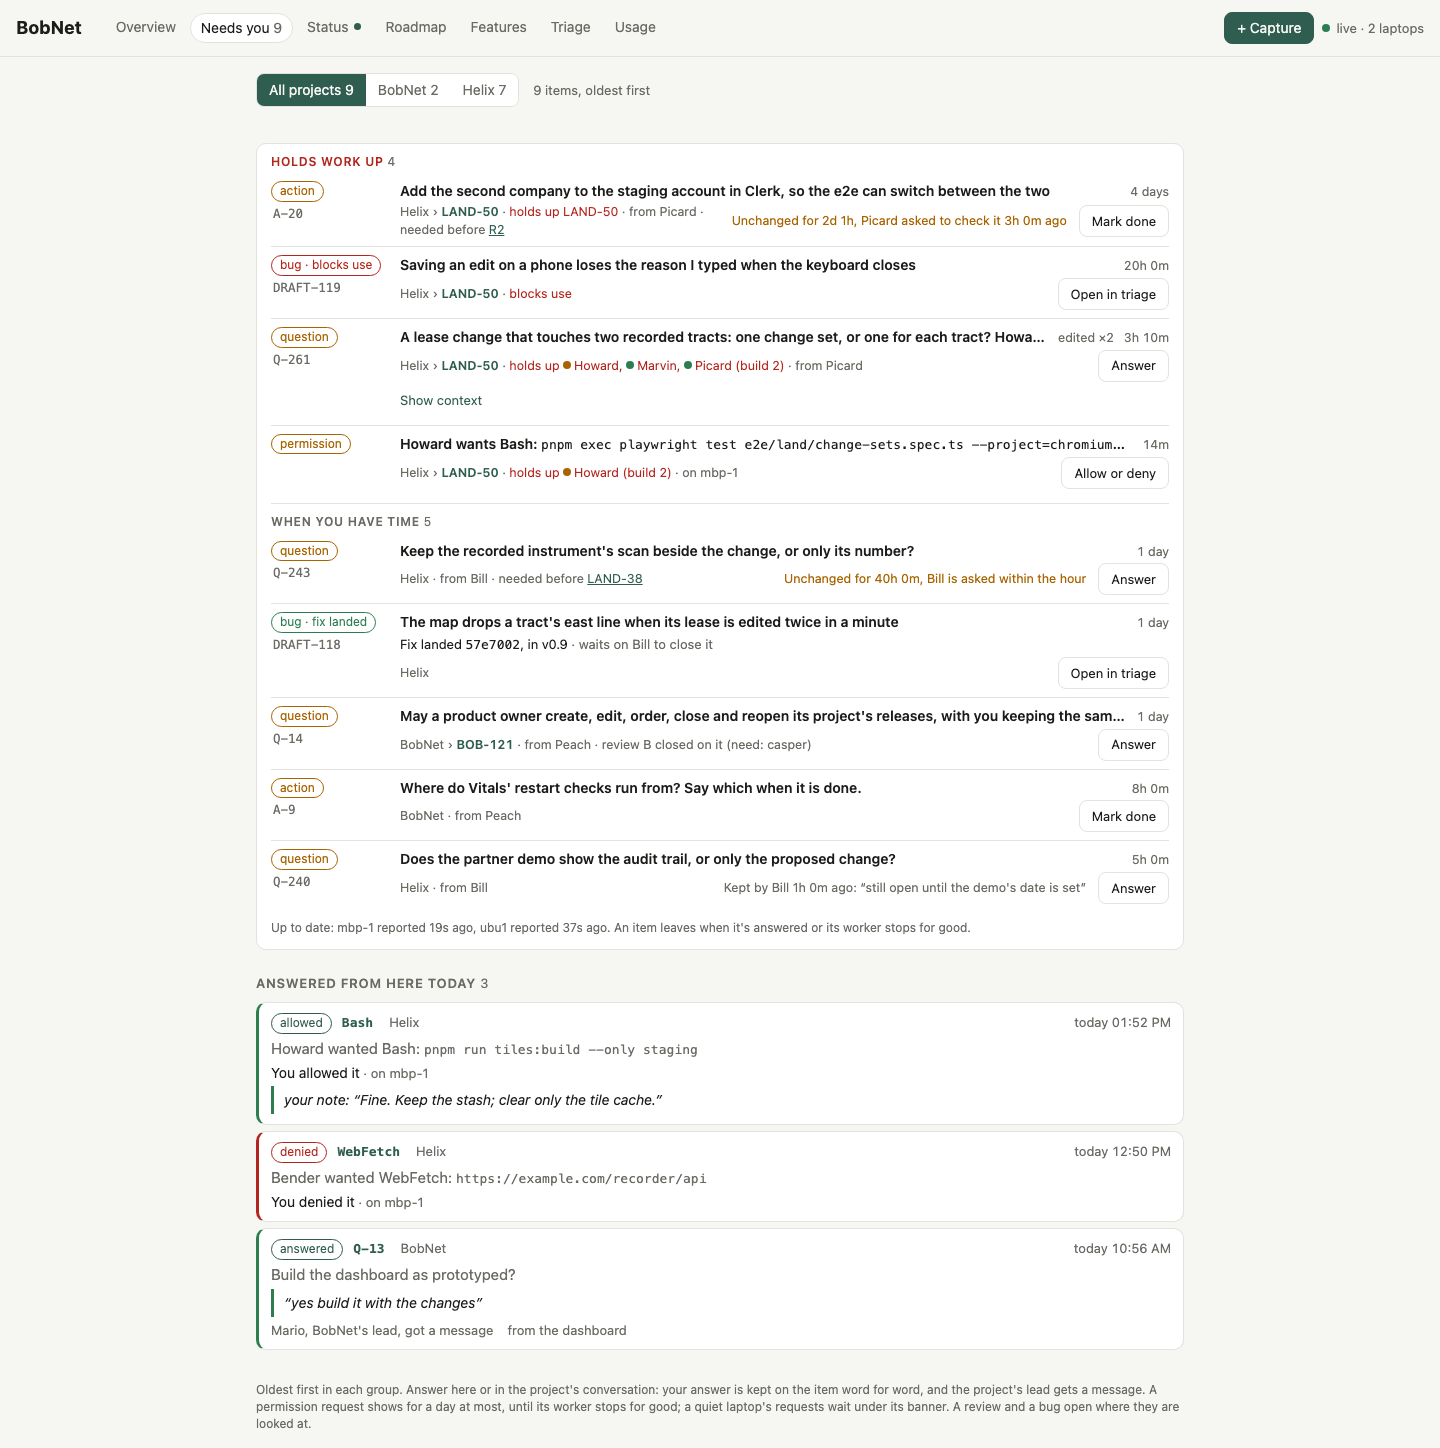 BobNet
Overview
Needs you 9
Status
Roadmap
Features
Triage
Usage
+ Capture
live · 2 laptops
All projects 9
BobNet 2
Helix 7
9 items, oldest first
HOLDS WORK UP 4
action
A-20
Add the second company to the staging account in Clerk, so the e2e can switch between the two
4 days
Helix › LAND-50 · holds up LAND-50 · from Picard ·
needed before R2
Unchanged for 2d 1h, Picard asked to check it 3h 0m ago
Mark done
bug · blocks use
DRAFT-119
Saving an edit on a phone loses the reason I typed when the keyboard closes
20h 0m
Helix › LAND-50 · blocks use
Open in triage
question
Q-261
A lease change that touches two recorded tracts: one change set, or one for each tract? Howa...
edited ×2 3h 10m
Helix › LAND-50 · holds up Howard, Marvin, Picard (build 2) · from Picard
Answer
Show context
permission
Howard wants Bash: pnpm exec playwright test e2e/land/change-sets.spec.ts --project=chromium...
14m
Helix › LAND-50 · holds up Howard (build 2) · on mbp-1
Allow or deny
WHEN YOU HAVE TIME 5
question
Q-243
Keep the recorded instrument's scan beside the change, or only its number?
1 day
Helix · from Bill · needed before LAND-38
Unchanged for 40h 0m, Bill is asked within the hour
Answer
bug · fix landed
DRAFT-118
The map drops a tract's east line when its lease is edited twice in a minute
1 day
Fix landed 57e7002, in v0.9 · waits on Bill to close it
Helix
Open in triage
question
Q-14
May a product owner create, edit, order, close and reopen its project's releases, with you keeping the sam...
1 day
BobNet › BOB-121 · from Peach · review B closed on it (need: casper)
Answer
action
A-9
Where do Vitals' restart checks run from? Say which when it is done.
8h 0m
BobNet · from Peach
Mark done
question
Q-240
Does the partner demo show the audit trail, or only the proposed change?
5h 0m
Helix · from Bill
Kept by Bill 1h 0m ago: “still open until the demo's date is set”
Answer
Up to date: mbp-1 reported 19s ago, ubu1 reported 37s ago. An item leaves when it's answered or its worker stops for good.
ANSWERED FROM HERE TODAY 3
allowed Bash Helix
today 01:52 PM
Howard wanted Bash: pnpm run tiles:build --only staging
You allowed it · on mbp-1
your note: “Fine. Keep the stash; clear only the tile cache.”
denied WebFetch Helix
today 12:50 PM
Bender wanted WebFetch: https://example.com/recorder/api
You denied it · on mbp-1
answered Q-13 BobNet
today 10:56 AM
Build the dashboard as prototyped?
“yes build it with the changes”
Mario, BobNet's lead, got a message from the dashboard
Oldest first in each group. Answer here or in the project's conversation: your answer is kept on the item word for word, and the project's lead gets a message. A
permission request shows for a day at most, until its worker stops for good; a quiet laptop's requests wait under its banner. A review and a bug open where they are
looked at.